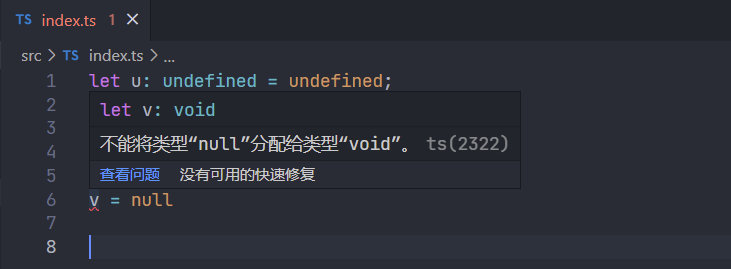 TS index.ts 1 ×
src > TS index.ts > ...
1 let u: undefined = undefined;
2 let v: void
3 不能将类型“null”分配给类型“void”。 ts(2322)
4
5 查看问题 没有可用的快速修复
6 v = null
7
8